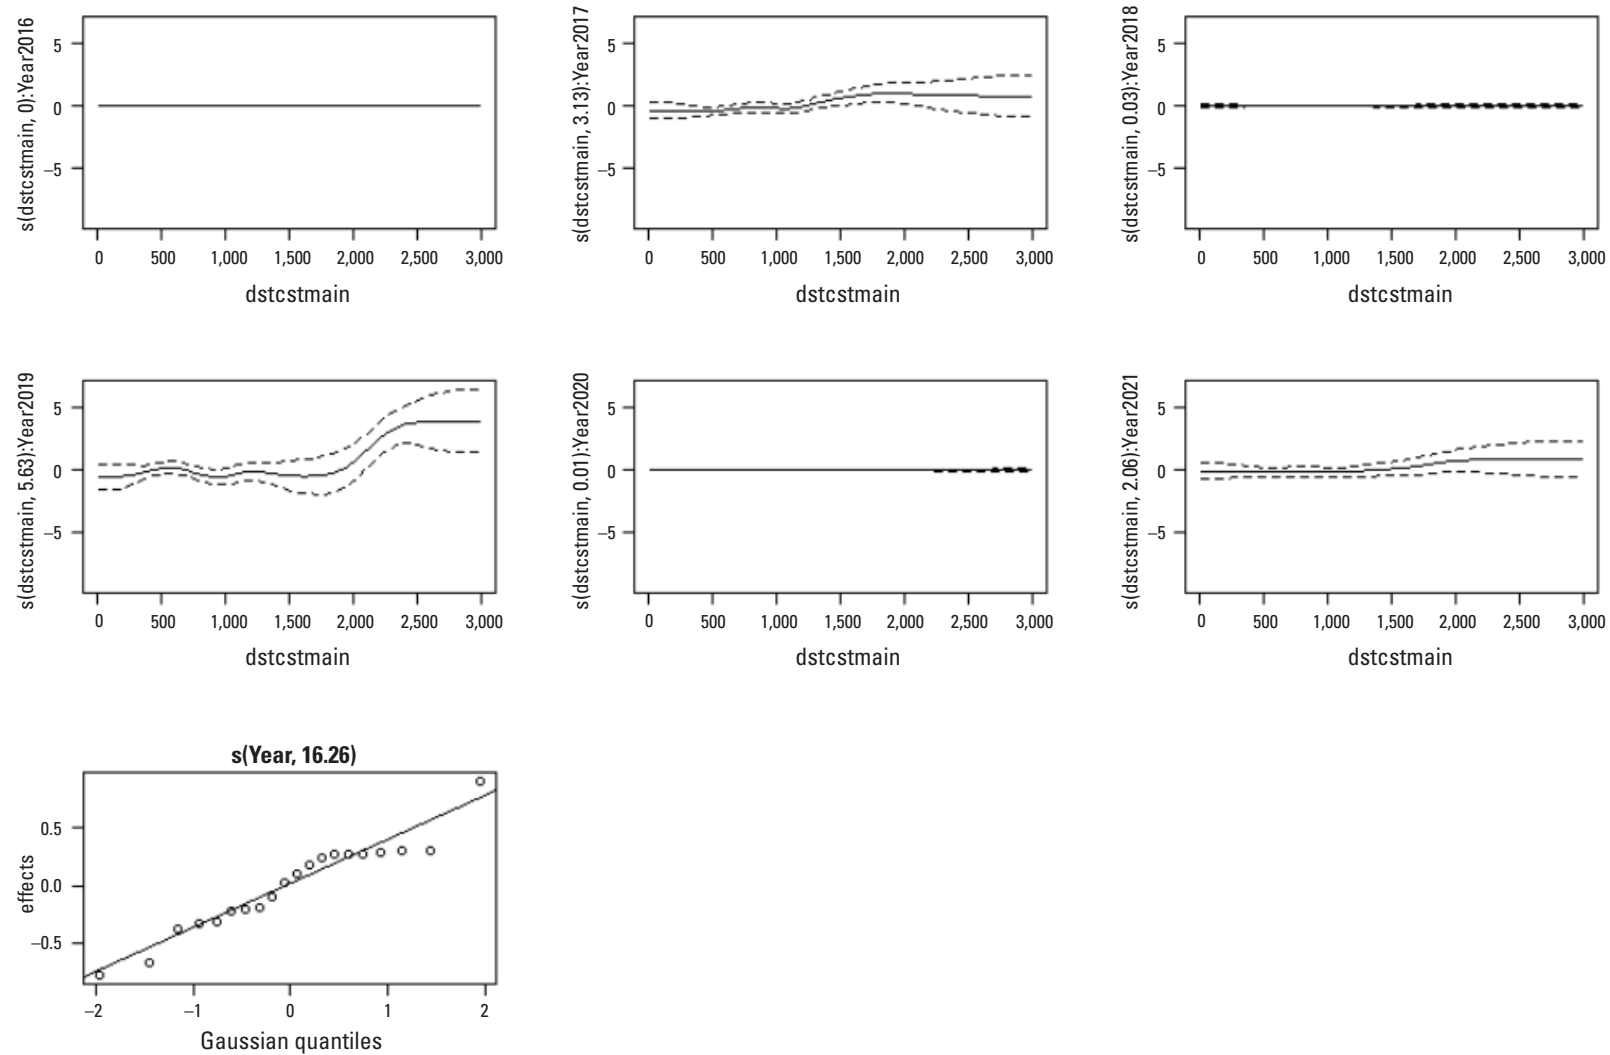 s(dstcstmain, 0):Year2016
5
0
−5
0 500 1,000 1,500 2,000 2,500 3,000
dstcstmain
s(dstcstmain, 3.13):Year2017
5
0
−5
0 500 1,000 1,500 2,000 2,500 3,000
dstcstmain
s(dstcstmain, 0.03):Year2018
5
0
−5
0 500 1,000 1,500 2,000 2,500 3,000
dstcstmain
s(dstcstmain, 5.63):Year2019
5
0
−5
0 500 1,000 1,500 2,000 2,500 3,000
dstcstmain
s(dstcstmain, 0.01):Year2020
5
0
−5
0 500 1,000 1,500 2,000 2,500 3,000
dstcstmain
s(dstcstmain, 2.06):Year2021
5
0
−5
0 500 1,000 1,500 2,000 2,500 3,000
dstcstmain
s(Year, 16.26)
effects
0.5
0.0
−0.5
−2 −1 0 1 2
Gaussian quantiles